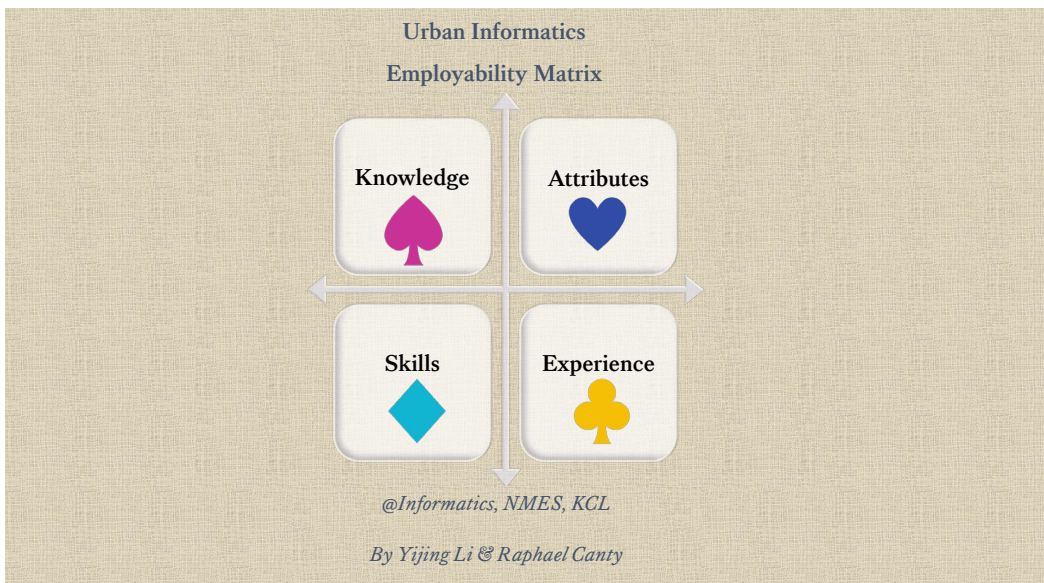 Urban Informatics
Employability Matrix
Knowledge
Attributes
Skills
Experience
@Informatics, NMES, KCL
By Yijing Li & Raphael Canty